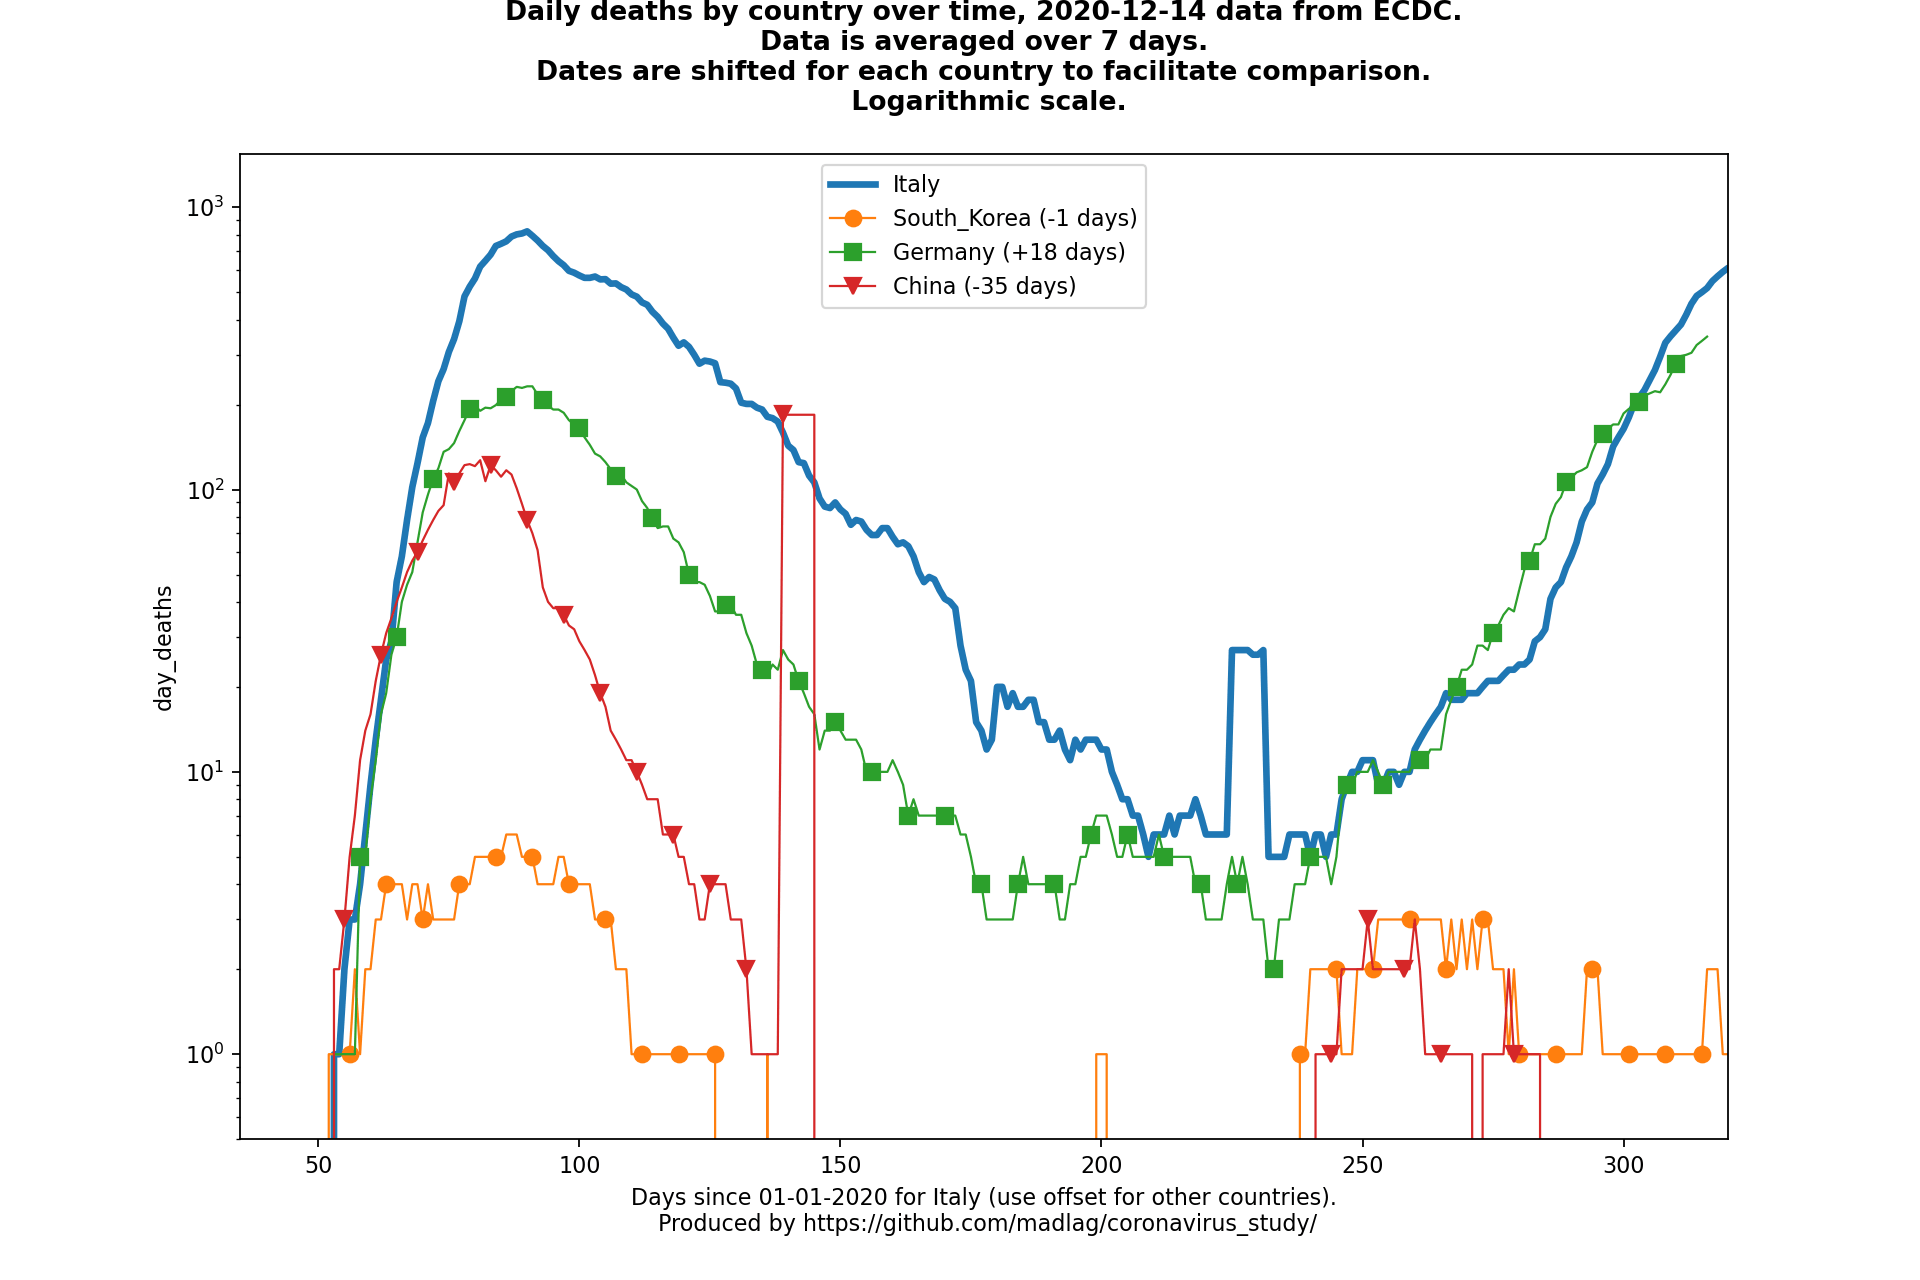 Daily deaths by country over time, 2020-12-14 data from ECDC.
Data is averaged over 7 days.
Dates are shifted for each country to facilitate comparison.
Logarithmic scale.
Italy
South_Korea (-1 days)
Germany (+18 days)
China (-35 days)
10³
10²
10¹
10⁰
day_deaths
50 100 150 200 250 300
Days since 01-01-2020 for Italy (use offset for other countries).
Produced by https://github.com/madlag/coronavirus_study/